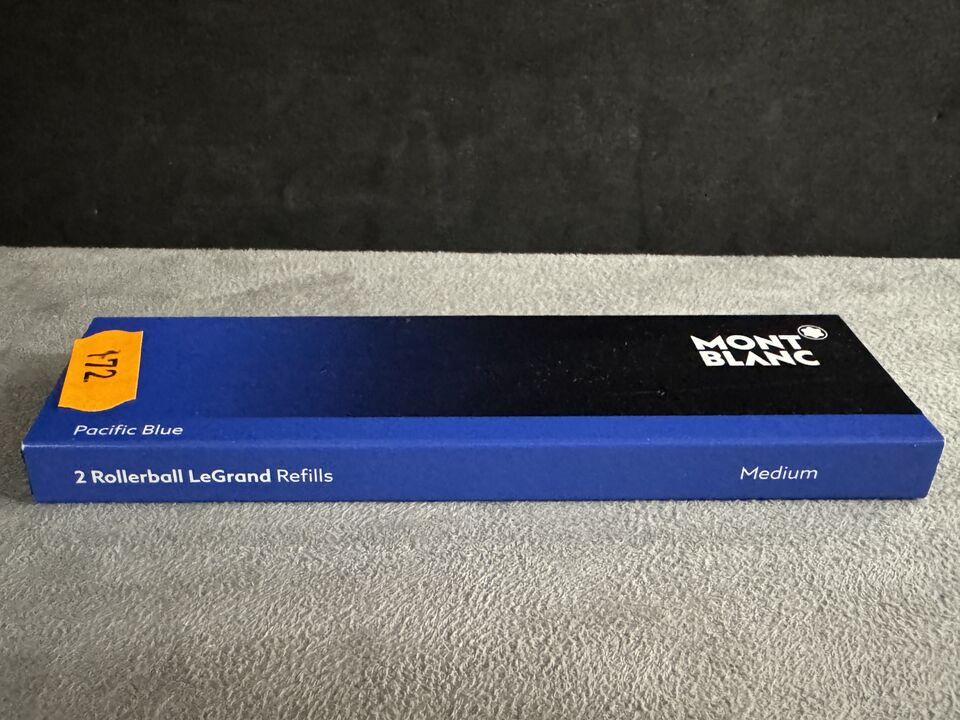 172
MONT
BLANC
Pacific Blue
2 Rollerball LeGrand Refills
Medium